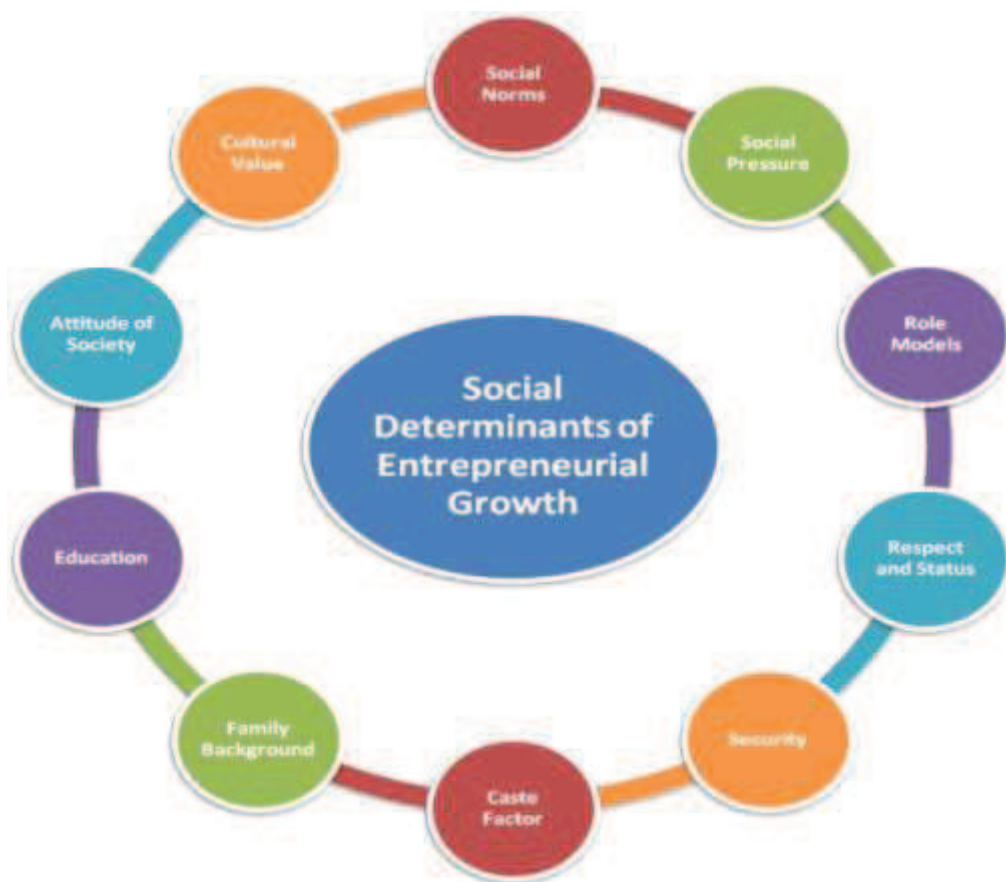 Social
Norms
Social
Pressure
Role
Models
Respect
and Status
Security
Caste
Factor
Family
Background
Education
Attitude of
Society
Cultural
Value
Social
Determinants of
Entrepreneurial
Growth